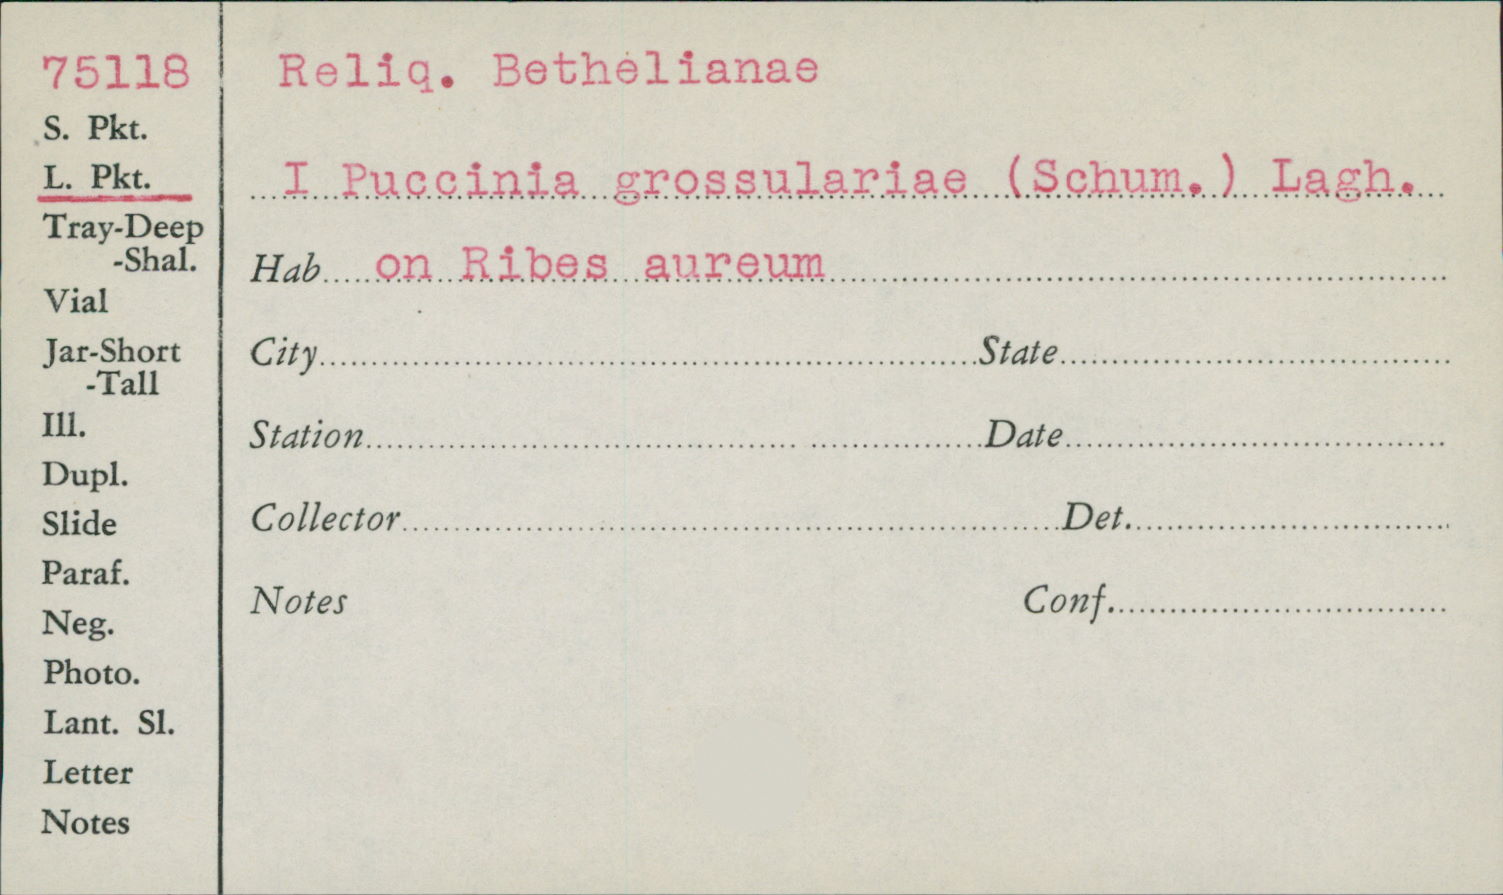 75118
S. Pkt.
L. Pkt.
Tray-Deep
-Shal.
Vial
Jar-Short
-Tall
Ill.
Dupl.
Slide
Paraf.
Neg.
Photo.
Lant. Sl.
Letter
Notes
Reliq. Bethelianae
I Puccinia grossulariae (Schum.) Lagh.
Hab on Ribes aureum
City State
Station Date
Collector Det.
Notes Conf.